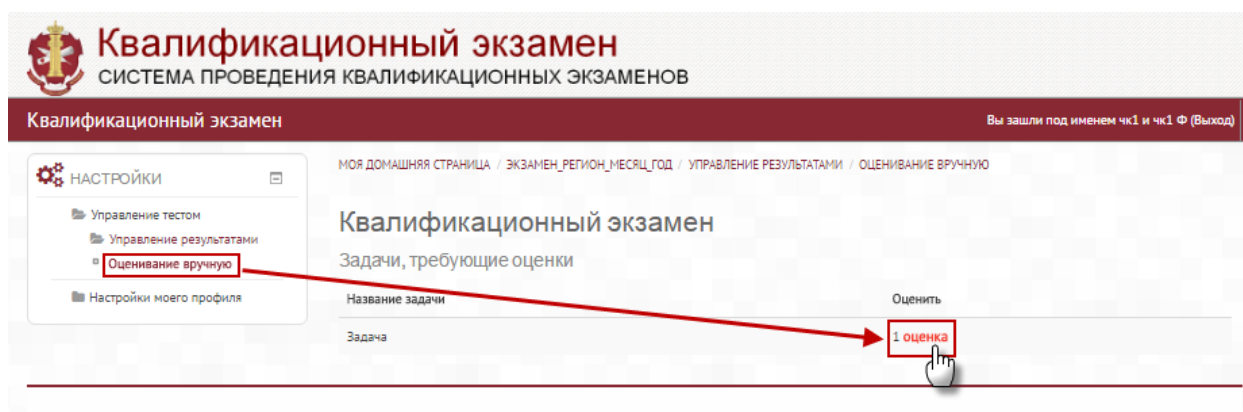 Квалификационный экзамен
СИСТЕМА ПРОВЕДЕНИЯ КВАЛИФИКАЦИОННЫХ ЭКЗАМЕНОВ
Квалификационный экзамен
Вы зашли под именем чк1 и чк1 Ф (Выход)
НАСТРОЙКИ
Управление тестом
Управление результатами
Оценивание вручную
Настройки моего профиля
МОЯ ДОМАШНЯЯ СТРАНИЦА / ЭКЗАМЕН_РЕГИОН_МЕСЯЦ_ГОД / УПРАВЛЕНИЕ РЕЗУЛЬТАТАМИ / ОЦЕНИВАНИЕ ВРУЧНУЮ
Квалификационный экзамен
Задачи, требующие оценки
Название задачи Оценить
Задача 1 оценка